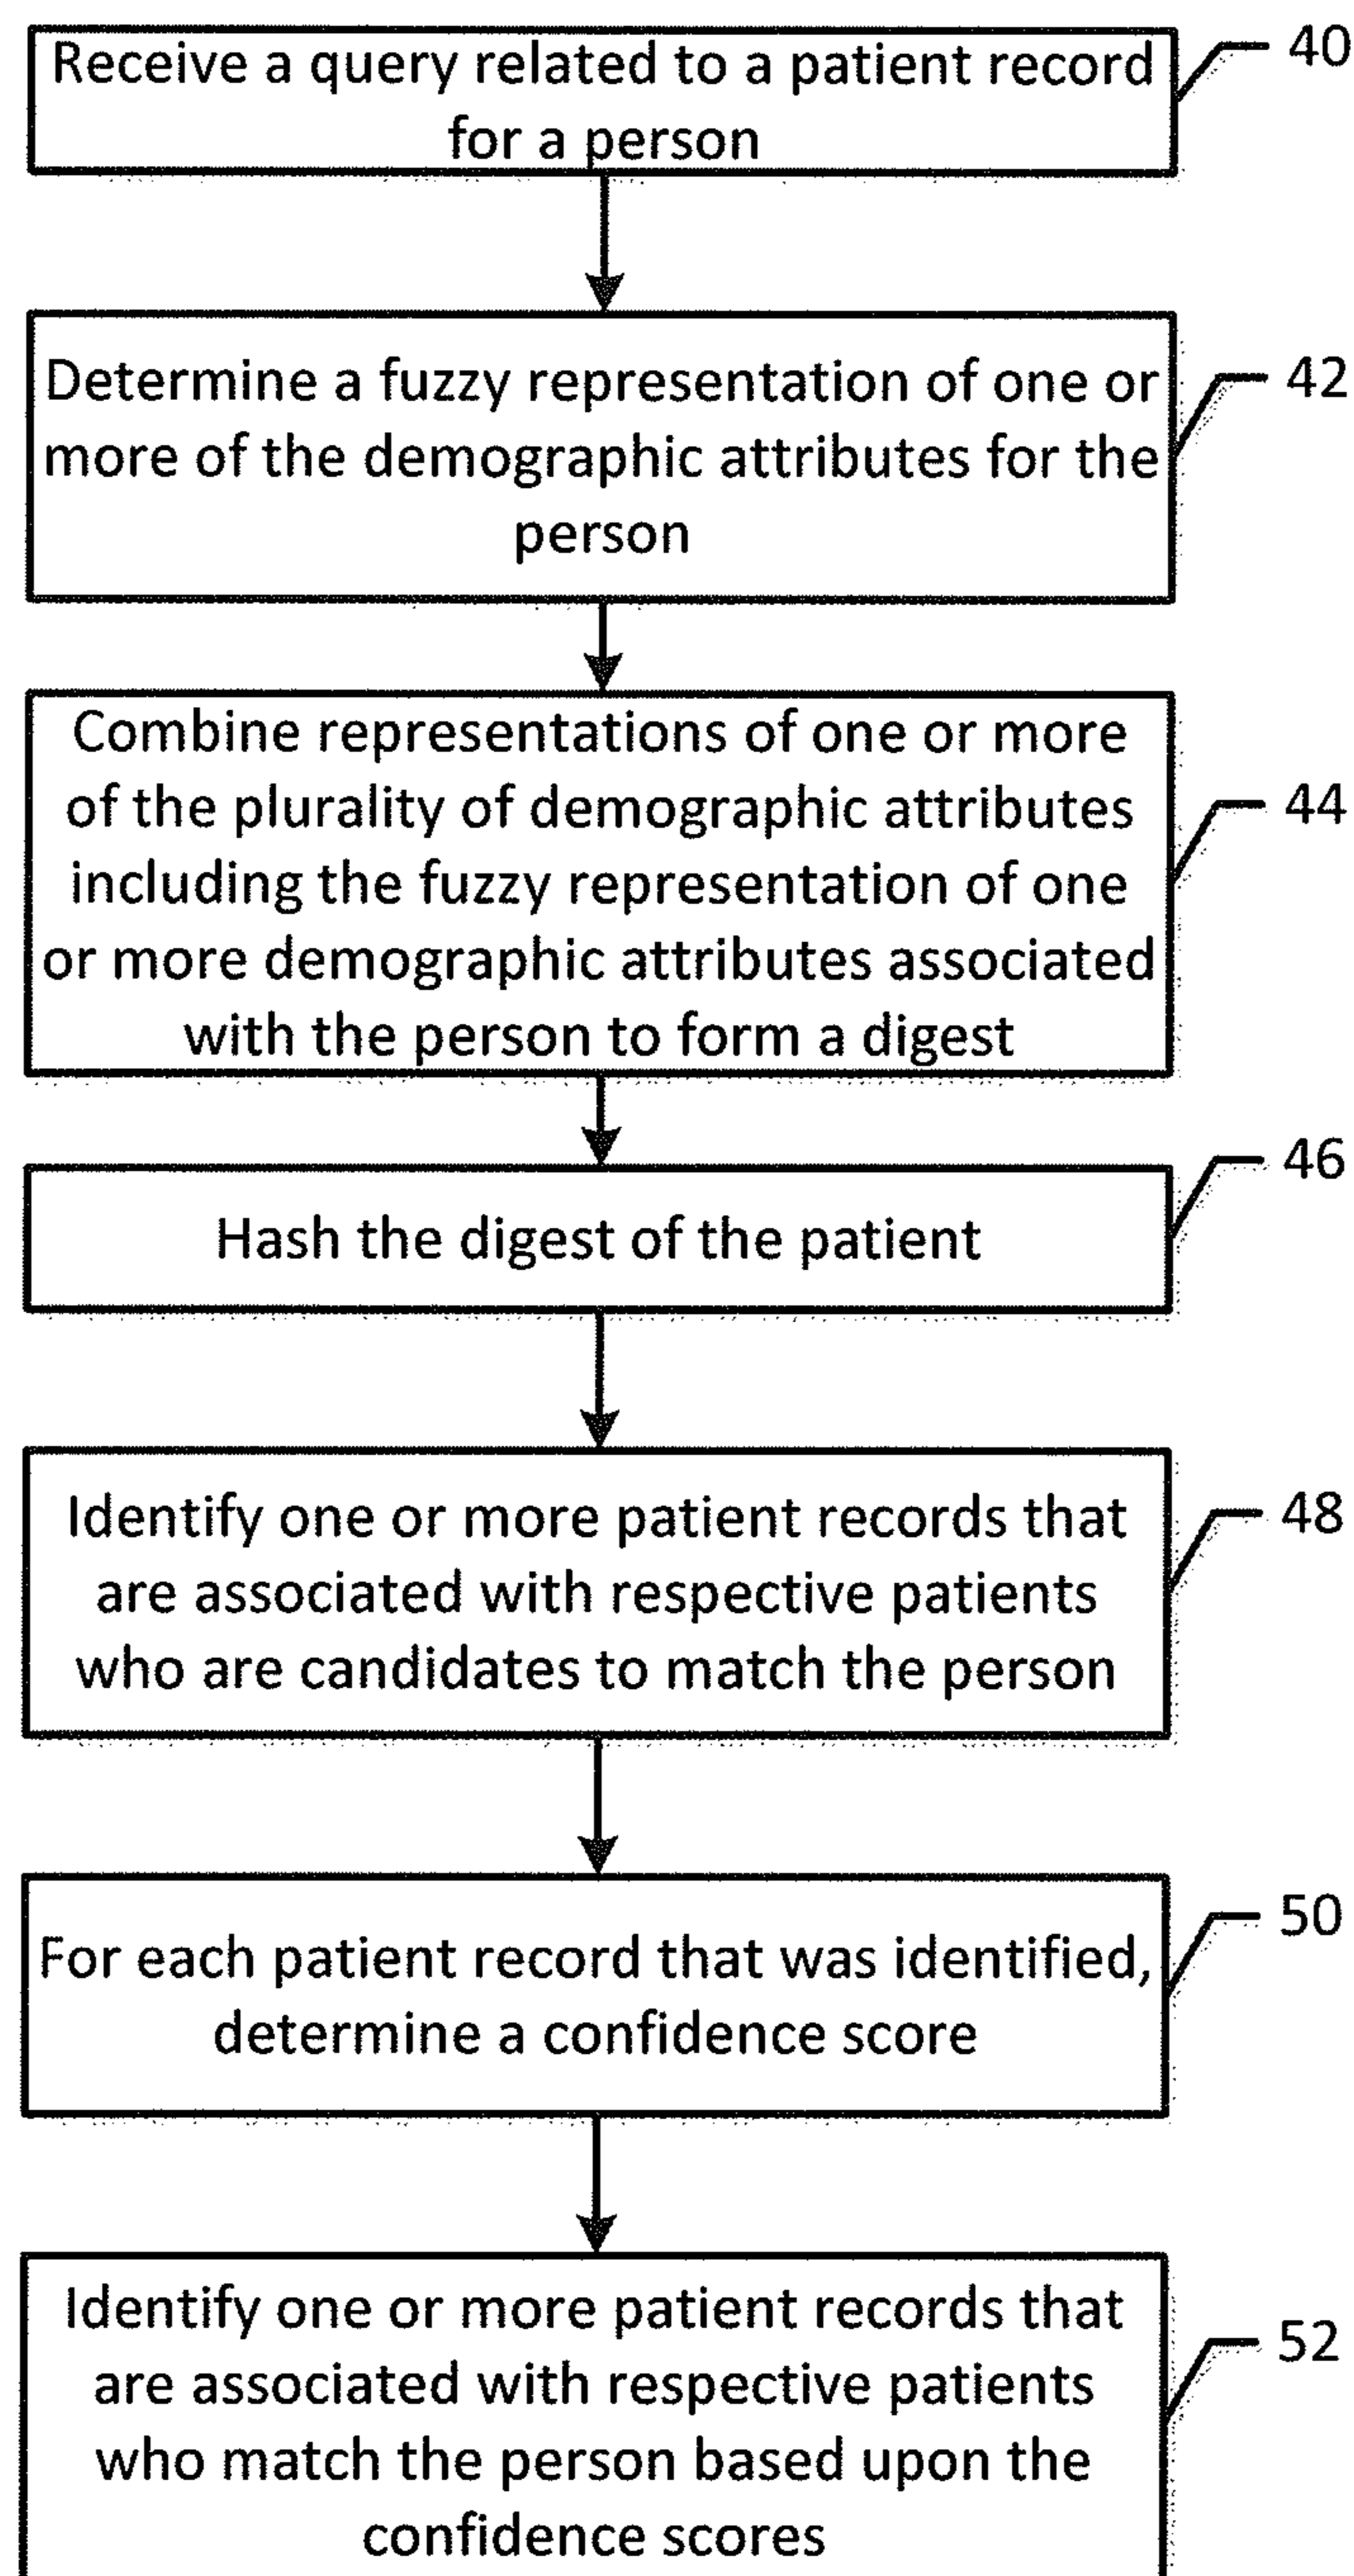 Receive a query related to a patient record
for a person
40
Determine a fuzzy representation of one or
more of the demographic attributes for the
person
42
Combine representations of one or more
of the plurality of demographic attributes
including the fuzzy representation of one
or more demographic attributes associated
with the person to form a digest
44
Hash the digest of the patient
46
Identify one or more patient records that
are associated with respective patients
who are candidates to match the person
48
For each patient record that was identified,
determine a confidence score
50
Identify one or more patient records that
are associated with respective patients
who match the person based upon the
confidence scores
52